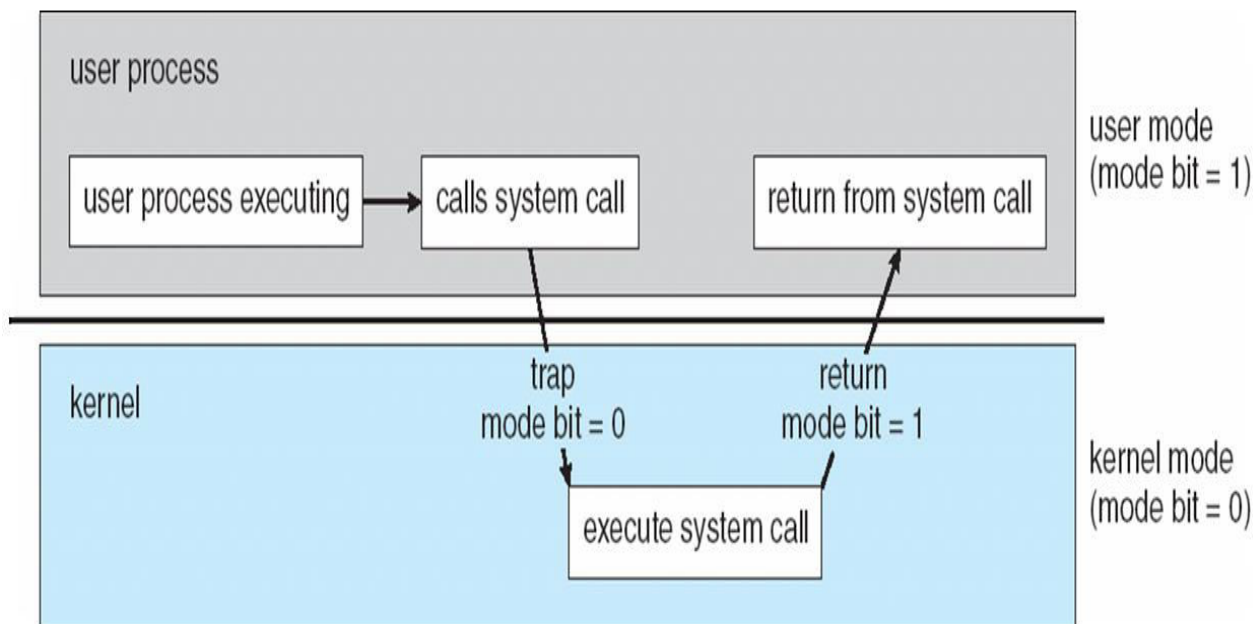 user process
user process executing
calls system call
return from system call
user mode
(mode bit = 1)
kernel
trap
mode bit = 0
return
mode bit = 1
execute system call
kernel mode
(mode bit = 0)